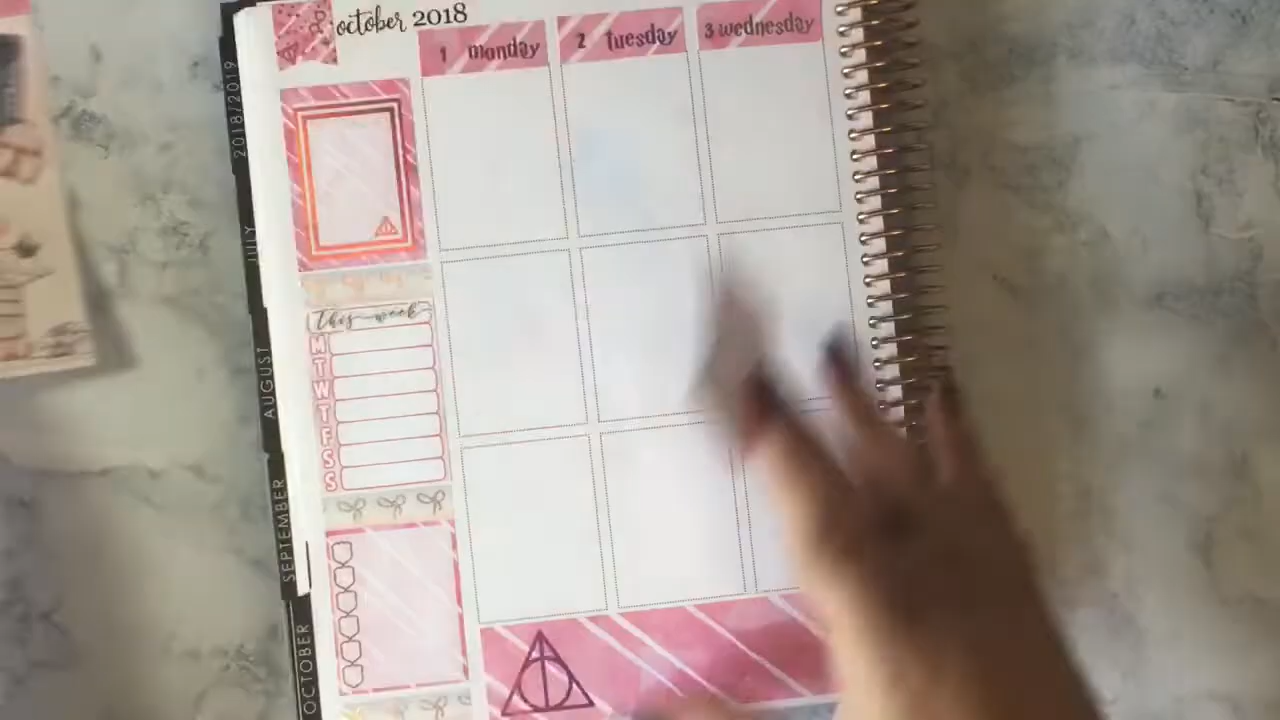 october 2018
1 monday
2 tuesday
3 wednesday
this week
M
T
W
T
F
S
S
2018/2019
JULY
AUGUST
SEPTEMBER
OCTOBER